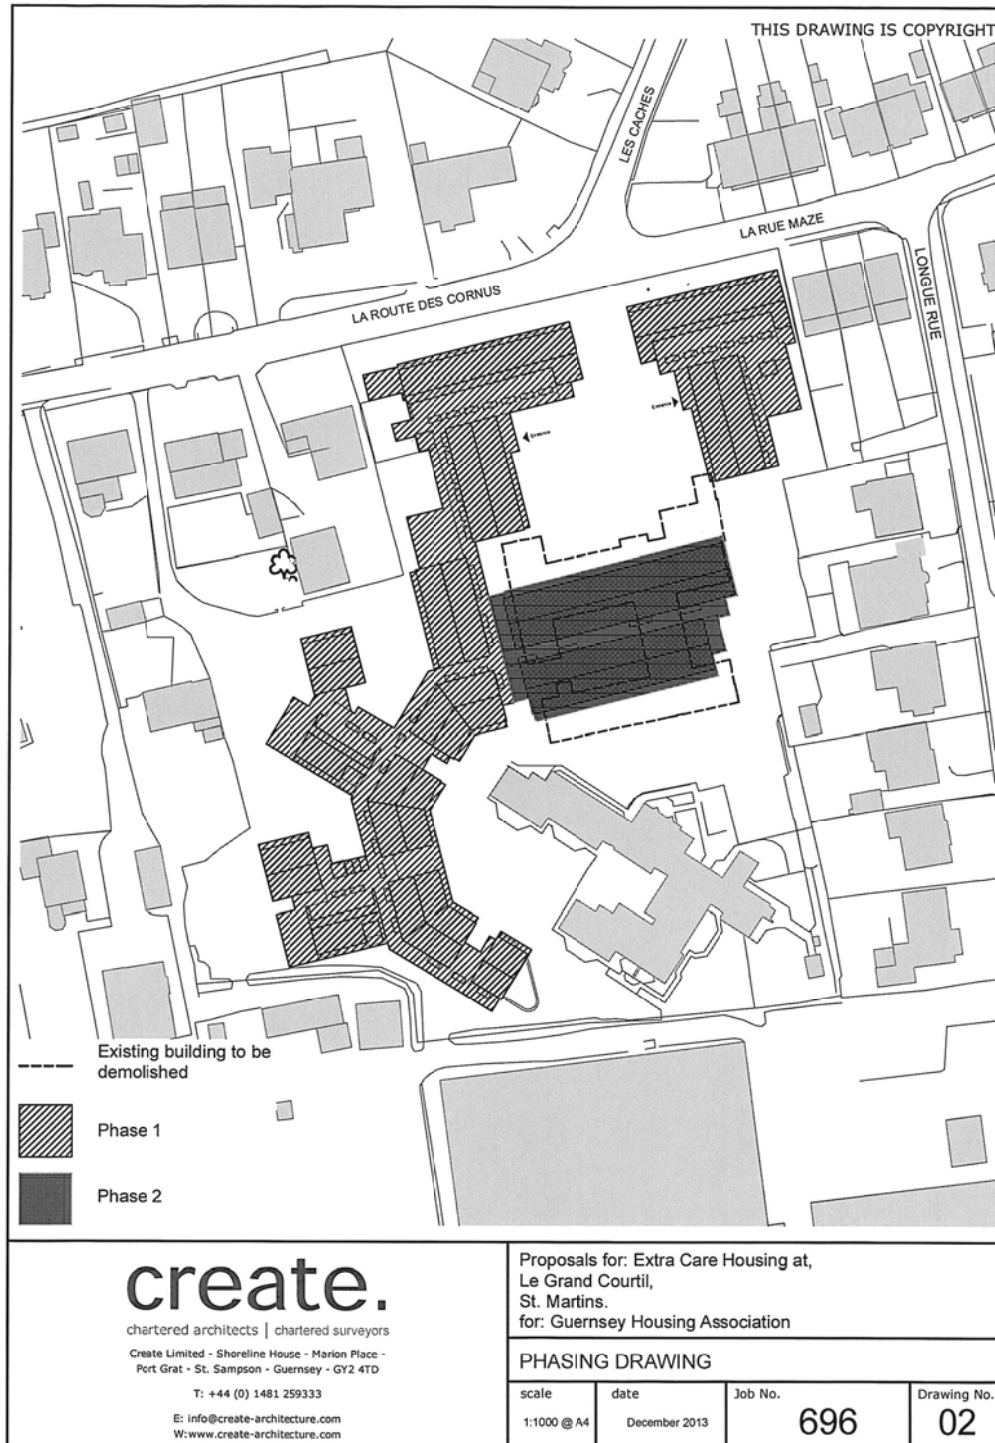 THIS DRAWING IS COPYRIGHT
LES CACHES
LA RUE MAZE
LONGUE RUE
LA ROUTE DES CORNUS
Entrance
Entrance
Existing building to be
demolished
Phase 1
Phase 2
create.
chartered architects | chartered surveyors
Create Limited - Shoreline House - Marion Place -
Port Grat - St. Sampson - Guernsey - GY2 4TD
T: +44 (0) 1481 259333
E: info@create-architecture.com
W:www.create-architecture.com
Proposals for: Extra Care Housing at,
Le Grand Courtil,
St. Martins.
for: Guernsey Housing Association
PHASING DRAWING
scale
1:1000 @ A4
date
December 2013
Job No.
696
Drawing No.
02